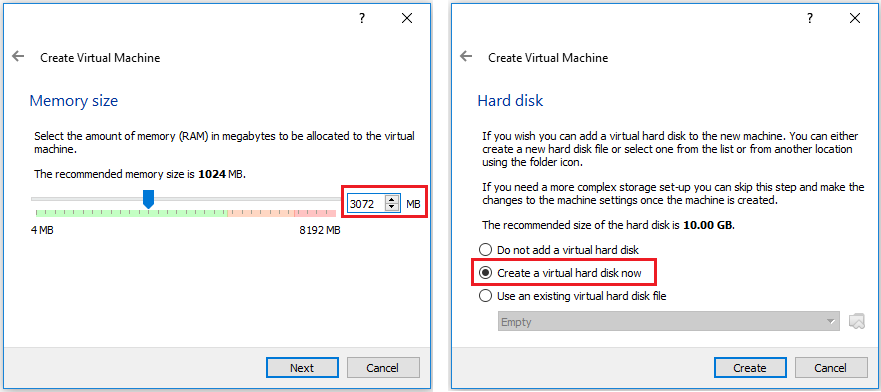 ?
Create Virtual Machine
Memory size
Select the amount of memory (RAM) in megabytes to be allocated to the virtual
machine.
The recommended memory size is 1024 MB.
3072 MB
4 MB 8192 MB
Next Cancel
?
Create Virtual Machine
Hard disk
If you wish you can add a virtual hard disk to the new machine. You can either
create a new hard disk file or select one from the list or from another location
using the folder icon.
If you need a more complex storage set-up you can skip this step and make the
changes to the machine settings once the machine is created.
The recommended size of the hard disk is 10.00 GB.
Do not add a virtual hard disk
Create a virtual hard disk now
Use an existing virtual hard disk file
Empty
Create Cancel